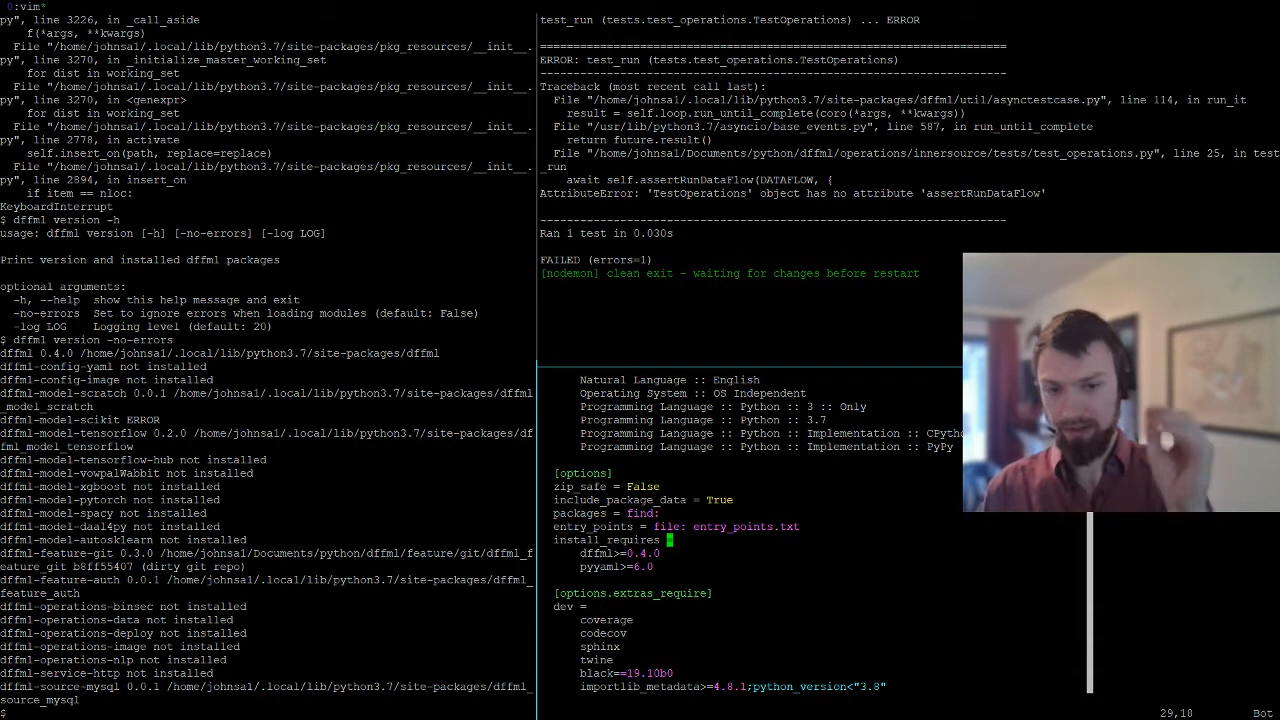 0:vim*
py", line 3226, in _call_aside
f(*args, **kwargs)
File "/home/johnsa1/.local/lib/python3.7/site-packages/pkg_resources/__init__.
py", line 3270, in _initialize_master_working_set
for dist in working_set
File "/home/johnsa1/.local/lib/python3.7/site-packages/pkg_resources/__init__.
py", line 3270, in <genexpr>
for dist in working_set
File "/home/johnsa1/.local/lib/python3.7/site-packages/pkg_resources/__init__.
py", line 2778, in activate
self.insert_on(path, replace=replace)
File "/home/johnsa1/.local/lib/python3.7/site-packages/pkg_resources/__init__.
py", line 2894, in insert_on
if item == nloc:
KeyboardInterrupt
$ dffml version -h
usage: dffml version [-h] [-no-errors] [-log LOG]
Print version and installed dffml packages
optional arguments:
-h, --help  show this help message and exit
-no-errors  Set to ignore errors when loading modules (default: False)
-log LOG    Logging level (default: 20)
$ dffml version -no-errors
dffml 0.4.0 /home/johnsa1/.local/lib/python3.7/site-packages/dffml
dffml-config-yaml not installed
dffml-config-image not installed
dffml-model-scratch 0.0.1 /home/johnsa1/.local/lib/python3.7/site-packages/dffml
_model_scratch
dffml-model-scikit ERROR
dffml-model-tensorflow 0.2.0 /home/johnsa1/.local/lib/python3.7/site-packages/df
fml_model_tensorflow
dffml-model-tensorflow-hub not installed
dffml-model-vowpalWabbit not installed
dffml-model-xgboost not installed
dffml-model-pytorch not installed
dffml-model-spacy not installed
dffml-model-daal4py not installed
dffml-model-autosklearn not installed
dffml-feature-git 0.3.0 /home/johnsa1/Documents/python/dffml/feature/git/dffml_f
eature_git b8ff55407 (dirty git repo)
dffml-feature-auth 0.0.1 /home/johnsa1/.local/lib/python3.7/site-packages/dffml_
feature_auth
dffml-operations-binsec not installed
dffml-operations-data not installed
dffml-operations-deploy not installed
dffml-operations-image not installed
dffml-operations-nlp not installed
dffml-service-http not installed
dffml-source-mysql 0.0.1 /home/johnsa1/.local/lib/python3.7/site-packages/dffml_
source_mysql
$
test_run (tests.test_operations.TestOperations) ... ERROR
======================================================================
ERROR: test_run (tests.test_operations.TestOperations)
----------------------------------------------------------------------
Traceback (most recent call last):
File "/home/johnsa1/.local/lib/python3.7/site-packages/dffml/util/asynctestcase.py", line 114, in run_it
result = self.loop.run_until_complete(coro(*args, **kwargs))
File "/usr/lib/python3.7/asyncio/base_events.py", line 587, in run_until_complete
return future.result()
File "/home/johnsa1/Documents/python/dffml/operations/innersource/tests/test_operations.py", line 25, in test
_run
await self.assertRunDataFlow(DATAFLOW, {
AttributeError: 'TestOperations' object has no attribute 'assertRunDataFlow'
----------------------------------------------------------------------
Ran 1 test in 0.030s
FAILED (errors=1)
[nodemon] clean exit - waiting for changes before restart
Natural Language :: English
Operating System :: OS Independent
Programming Language :: Python :: 3 :: Only
Programming Language :: Python :: 3.7
Programming Language :: Python :: Implementation :: CPytho
Programming Language :: Python :: Implementation :: PyPy
[options]
zip_safe = False
include_package_data = True
packages = find:
entry_points = file: entry_points.txt
install_requires =
dffml>=0.4.0
pyyaml>=6.0
[options.extras_require]
dev =
coverage
codecov
sphinx
twine
black==19.10b0
importlib_metadata>=4.8.1;python_version<"3.8"
29,18
Bot